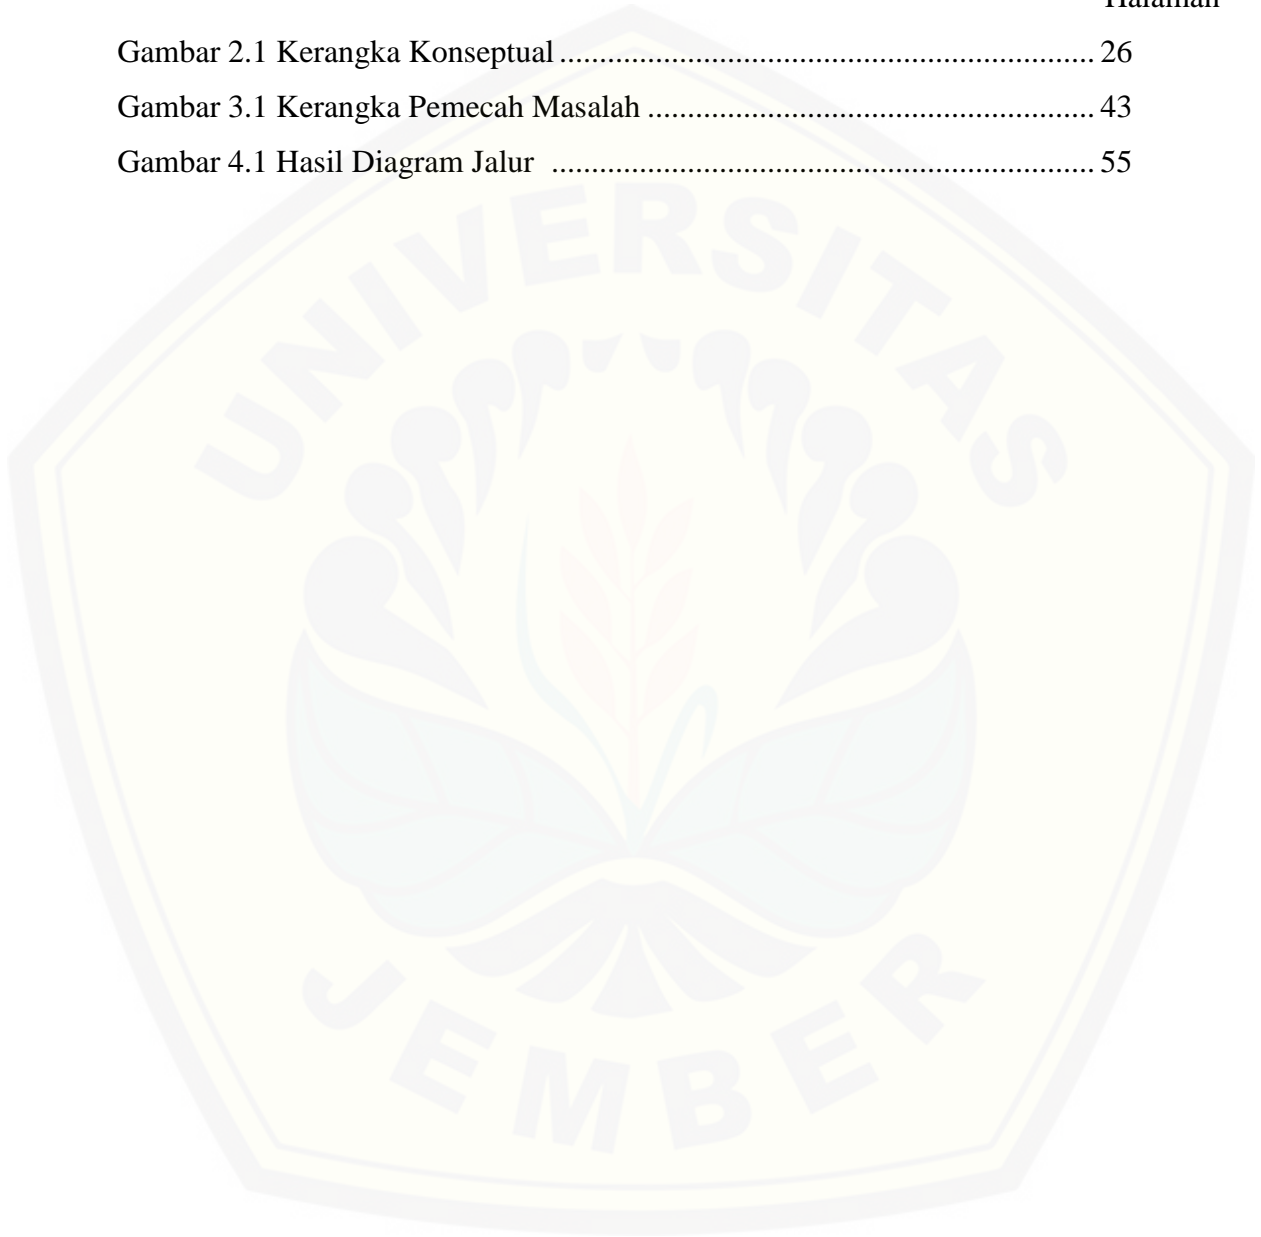 Halaman
Gambar 2.1 Kerangka Konseptual ................................................................... 26
Gambar 3.1 Kerangka Pemecah Masalah ........................................................ 43
Gambar 4.1 Hasil Diagram Jalur .................................................................... 55
UNIVERSITAS
JEMBER